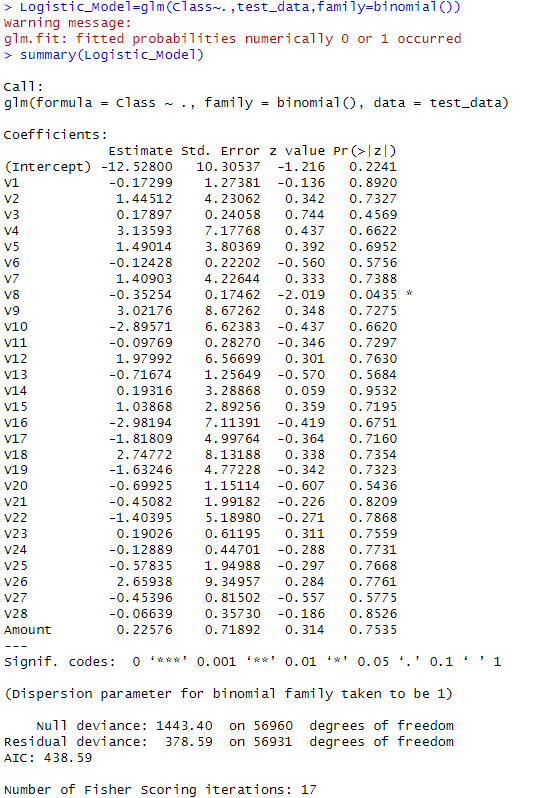 > Logistic_Model=glm(Class~.,test_data,family=binomial())
Warning message:
glm.fit: fitted probabilities numerically 0 or 1 occurred
> summary(Logistic_Model)
Call:
glm(formula = Class ~ ., family = binomial(), data = test_data)
Coefficients:
Estimate Std. Error z value Pr(>|z|)
(Intercept) -12.52800 10.30537 -1.216 0.2241
V1 -0.17299 1.27381 -0.136 0.8920
V2 1.44512 4.23062 0.342 0.7327
V3 0.17897 0.24058 0.744 0.4569
V4 3.13593 7.17768 0.437 0.6622
V5 1.49014 3.80369 0.392 0.6952
V6 -0.12428 0.22202 -0.560 0.5756
V7 1.40903 4.22644 0.333 0.7388
V8 -0.35254 0.17462 -2.019 0.0435 *
V9 3.02176 8.67262 0.348 0.7275
V10 -2.89571 6.62383 -0.437 0.6620
V11 -0.09769 0.28270 -0.346 0.7297
V12 1.97992 6.56699 0.301 0.7630
V13 -0.71674 1.25649 -0.570 0.5684
V14 0.19316 3.28868 0.059 0.9532
V15 1.03868 2.89256 0.359 0.7195
V16 -2.98194 7.11391 -0.419 0.6751
V17 -1.81809 4.99764 -0.364 0.7160
V18 2.74772 8.13188 0.338 0.7354
V19 -1.63246 4.77228 -0.342 0.7323
V20 -0.69925 1.15114 -0.607 0.5436
V21 -0.45082 1.99182 -0.226 0.8209
V22 -1.40395 5.18980 -0.271 0.7868
V23 0.19026 0.61195 0.311 0.7559
V24 -0.12889 0.44701 -0.288 0.7731
V25 -0.57835 1.94988 -0.297 0.7668
V26 2.65938 9.34957 0.284 0.7761
V27 -0.45396 0.81502 -0.557 0.5775
V28 -0.06639 0.35730 -0.186 0.8526
Amount 0.22576 0.71892 0.314 0.7535
---
Signif. codes: 0 ‘***’ 0.001 ‘**’ 0.01 ‘*’ 0.05 ‘.’ 0.1 ‘ ’ 1
(Dispersion parameter for binomial family taken to be 1)
Null deviance: 1443.40 on 56960 degrees of freedom
Residual deviance: 378.59 on 56931 degrees of freedom
AIC: 438.59
Number of Fisher Scoring iterations: 17